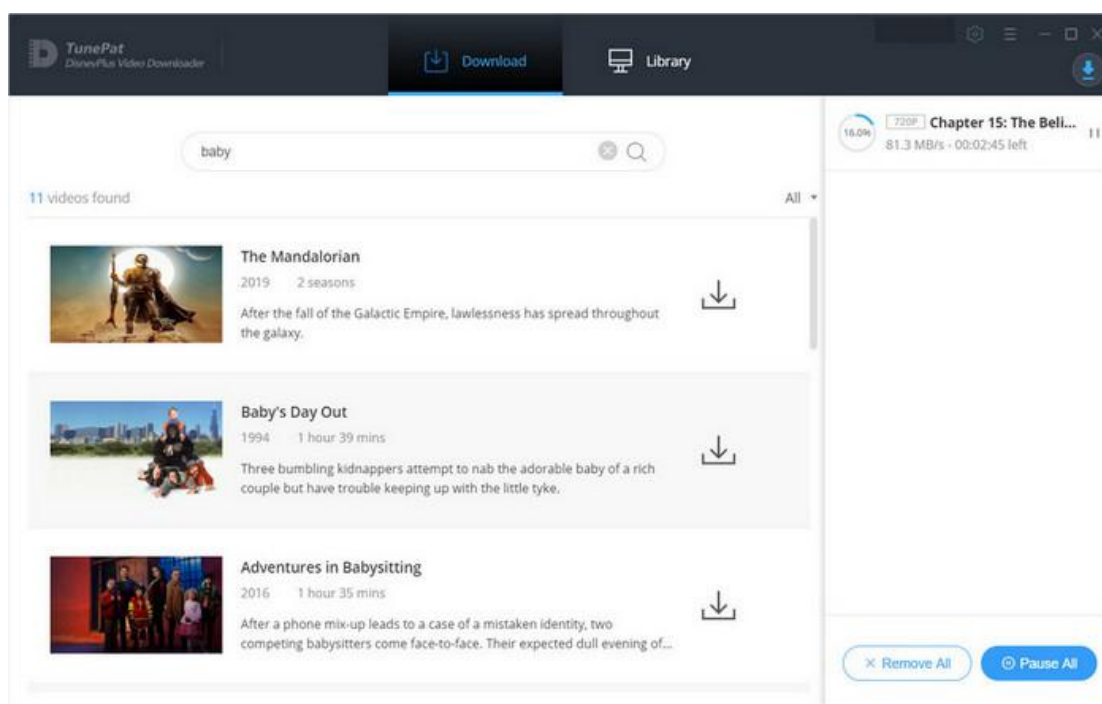 TunePat
DisneyPlus Video Downloader
Download
Library
baby
11 videos found
All
The Mandalorian
2019 2 seasons
After the fall of the Galactic Empire, lawlessness has spread throughout
the galaxy.
Baby's Day Out
1994 1 hour 39 mins
Three bumbling kidnappers attempt to nab the adorable baby of a rich
couple but have trouble keeping up with the little tyke.
Adventures in Babysitting
2016 1 hour 35 mins
After a phone mix-up leads to a case of a mistaken identity, two
competing babysitters come face-to-face. Their expected dull evening of...
16.0%
720P Chapter 15: The Beli...
81.3 MB/s - 00:02:45 left
Remove All
Pause All